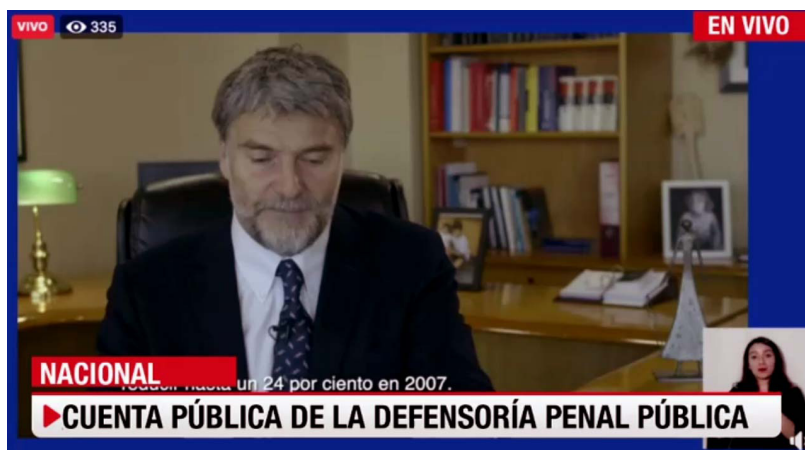 VIVO
335
EN VIVO
NACIONAL
hasta un 24 por ciento en 2007.
CUENTA PÚBLICA DE LA DEFENSORÍA PENAL PÚBLICA